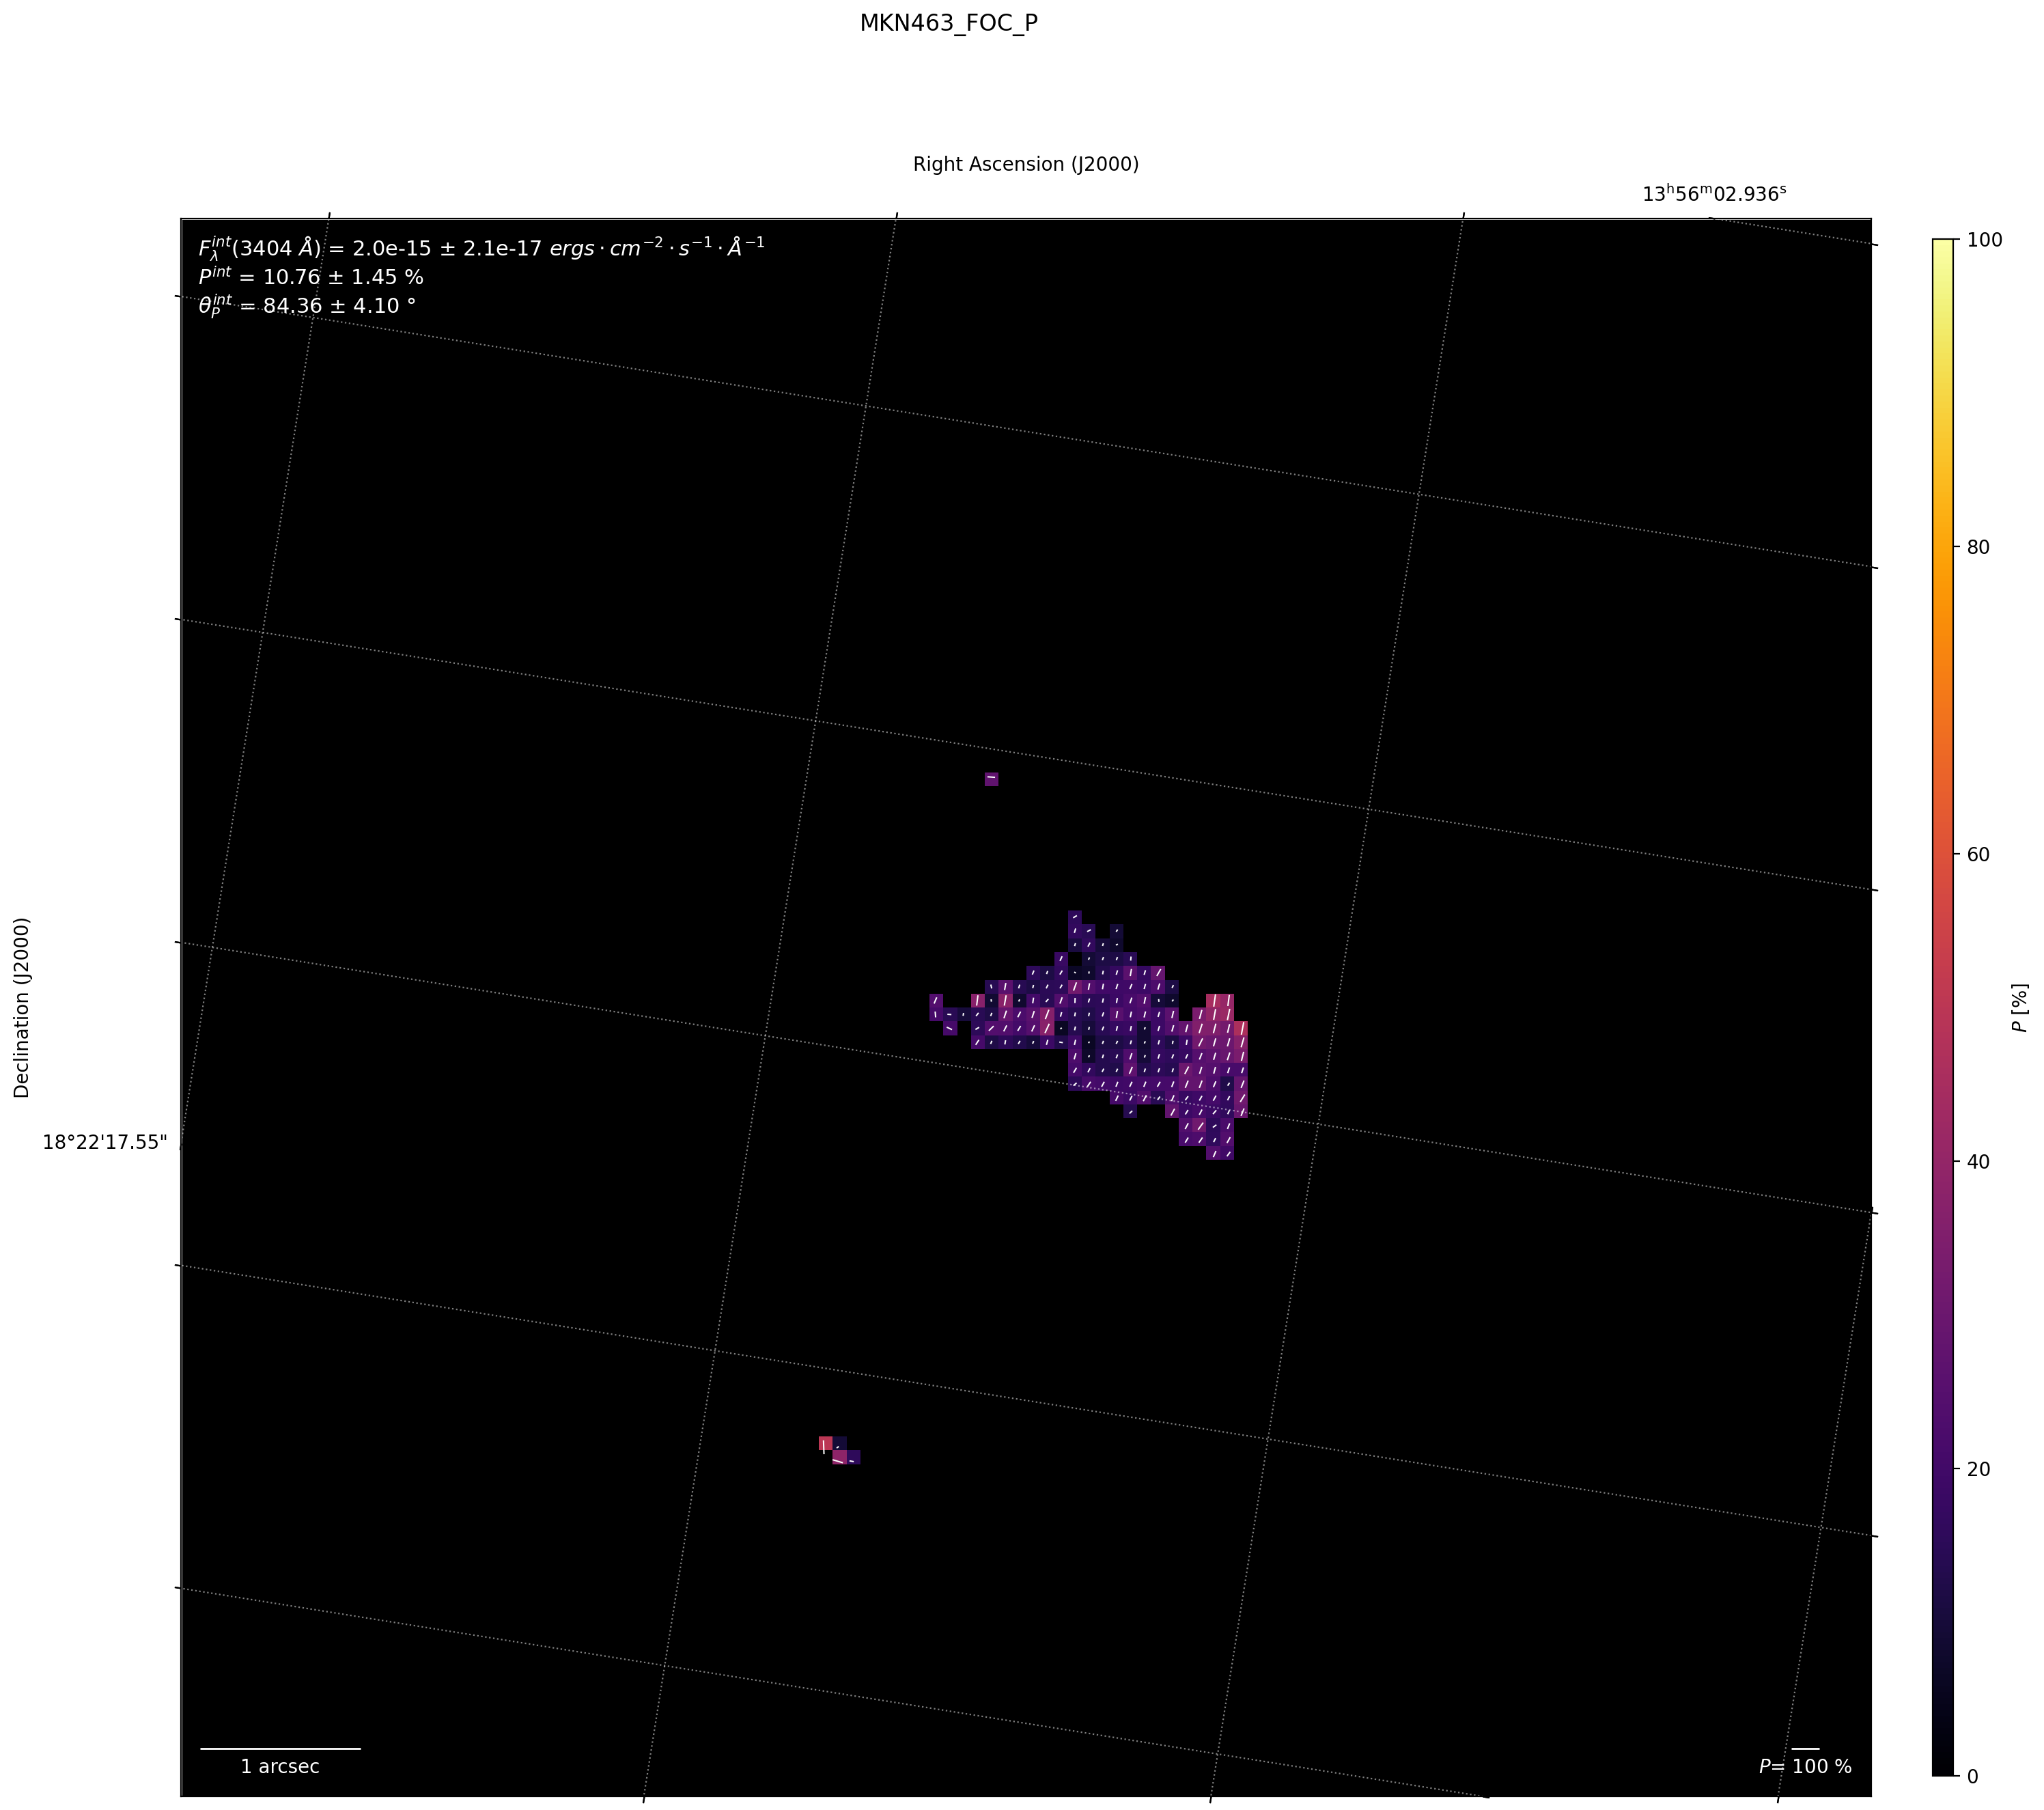 MKN463_FOC_P
Right Ascension (J2000)
13ʰ56ᵐ02.936ˢ
F_λ^int(3404 Å) = 2.0e-15 ± 2.1e-17 ergs · cm⁻² · s⁻¹ · Å⁻¹
P^int = 10.76 ± 1.45 %
θ_P^int = 84.36 ± 4.10 °
Declination (J2000)
18°22'17.55"
1 arcsec
P= 100 %
100
80
60
40
20
0
P [%]